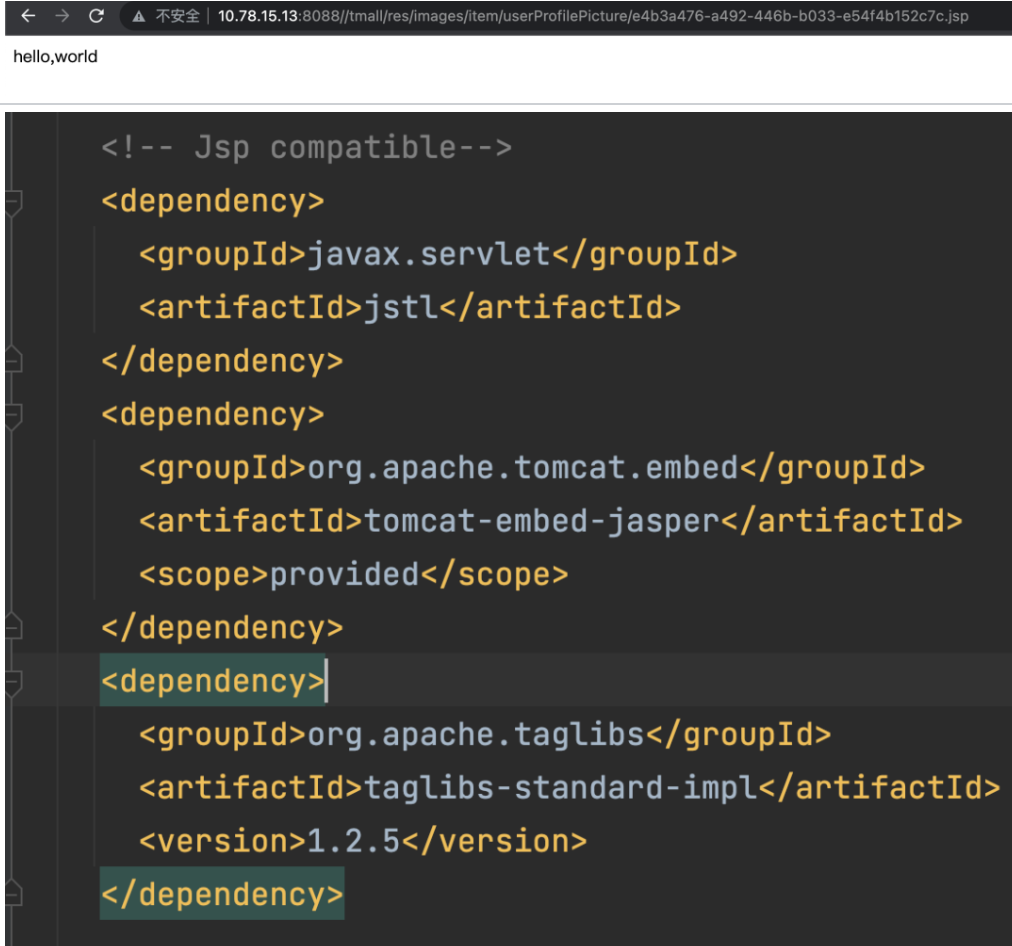 不安全 | 10.78.15.13:8088//tmall/res/images/item/userProfilePicture/e4b3a476-a492-446b-b033-e54f4b152c7c.jsp
hello,world
<!-- Jsp compatible-->
<dependency>
<groupId>javax.servlet</groupId>
<artifactId>jstl</artifactId>
</dependency>
<dependency>
<groupId>org.apache.tomcat.embed</groupId>
<artifactId>tomcat-embed-jasper</artifactId>
<scope>provided</scope>
</dependency>
<dependency>
<groupId>org.apache.taglibs</groupId>
<artifactId>taglibs-standard-impl</artifactId>
<version>1.2.5</version>
</dependency>